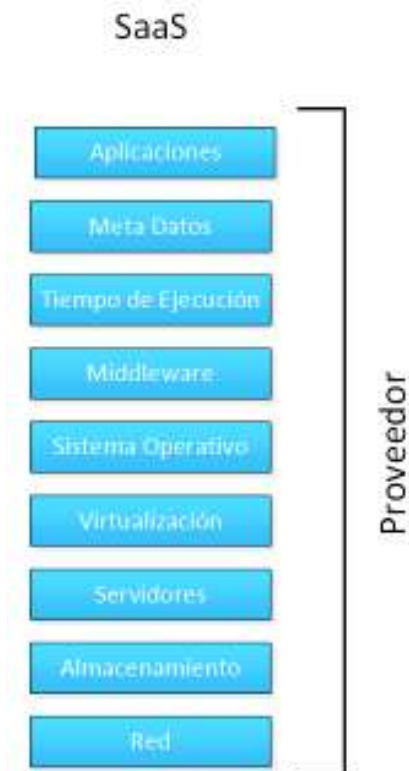 SaaS
Aplicaciones
Meta Datos
Tiempo de Ejecución
Middleware
Sistema Operativo
Virtualización
Servidores
Almacenamiento
Red
Proveedor